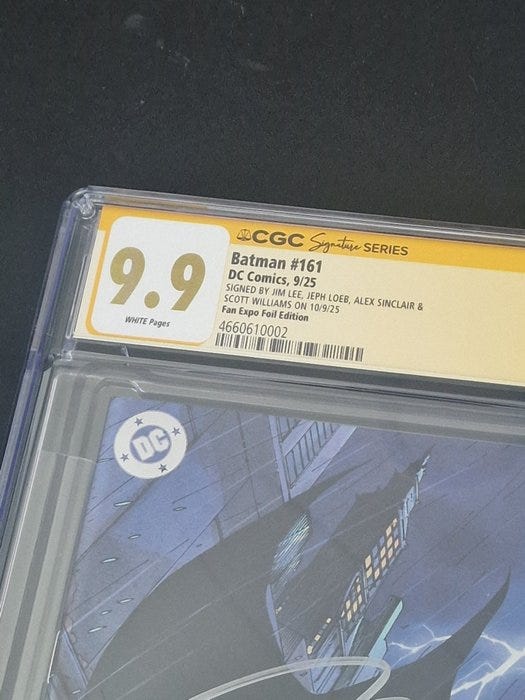 CGC Signature SERIES
9.9
WHITE Pages
Batman #161
DC Comics, 9/25
SIGNED BY JIM LEE, JEPH LOEB, ALEX SINCLAIR &
SCOTT WILLIAMS ON 10/9/25
Fan Expo Foil Edition
4660610002
DC